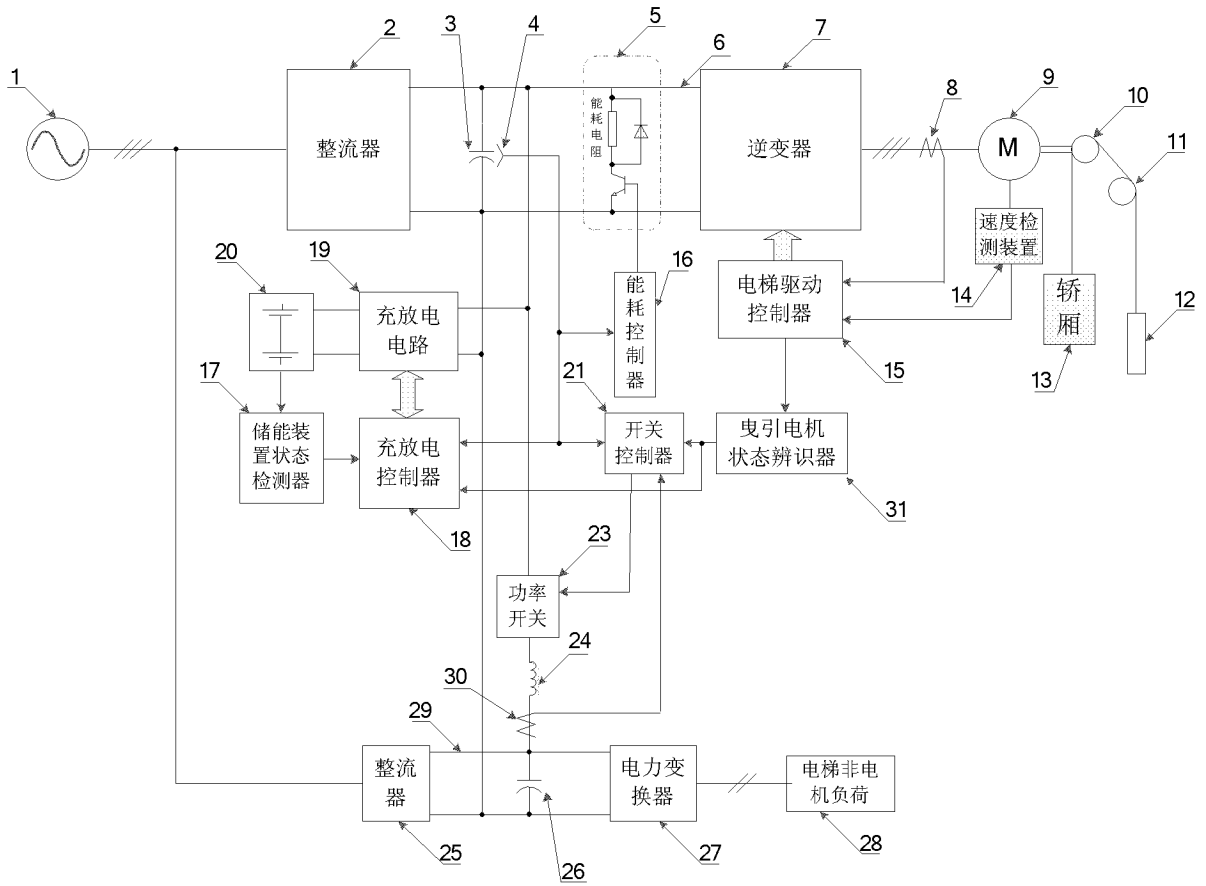 1
2
3
4
5
6
7
8
9
10
11
整流器
能耗电阻
逆变器
M
速度检
测装置
14
轿
厢
13
12
20
19
充放电
电路
能耗控制器
16
电梯驱动
控制器
15
17
储能装
置状态
检测器
充放电
控制器
18
21
开关
控制器
曳引电机
状态辨识器
31
23
功率
开关
24
30
29
整流
器
25
26
电力变
换器
27
电梯非电
机负荷
28